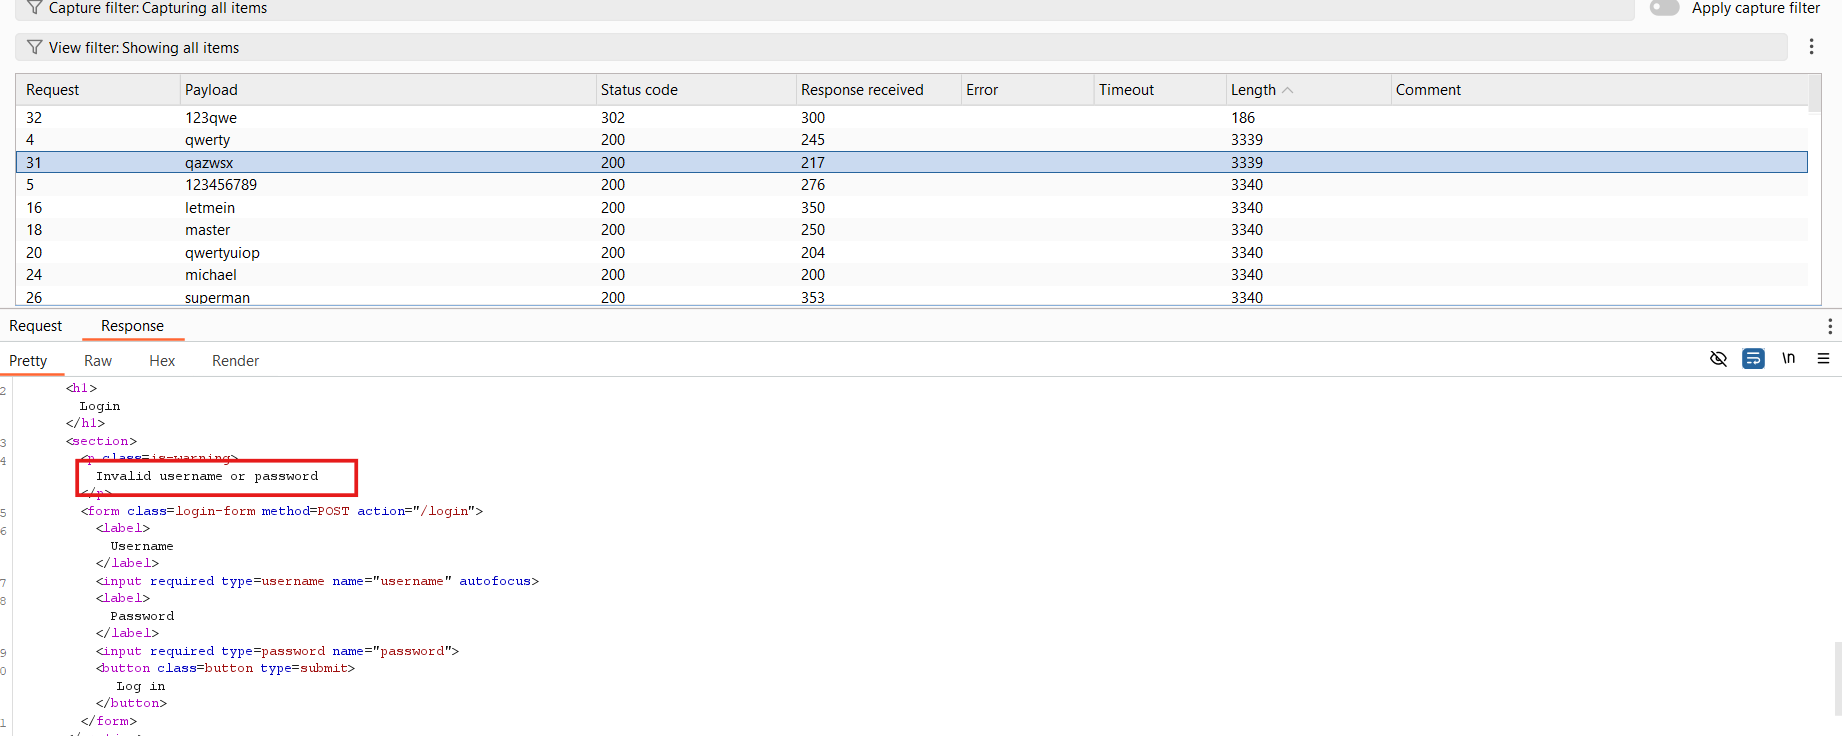 Capture filter: Capturing all items
Apply capture filter
View filter: Showing all items
Request Payload Status code Response received Error Timeout Length Comment
32 123qwe 302 300 186
4 qwerty 200 245 3339
31 qazwsx 200 217 3339
5 123456789 200 276 3340
16 letmein 200 350 3340
18 master 200 250 3340
20 qwertyuiop 200 204 3340
24 michael 200 200 3340
26 superman 200 353 3340
Request Response
Pretty Raw Hex Render \n
2 <h1>
Login
</h1>
3 <section>
4 <p class=is-warning>
Invalid username or password
</p>
5 <form class=login-form method=POST action="/login">
6 <label>
Username
</label>
7 <input required type=username name="username" autofocus>
8 <label>
Password
</label>
9 <input required type=password name="password">
0 <button class=button type=submit>
Log in
</button>
1 </form>